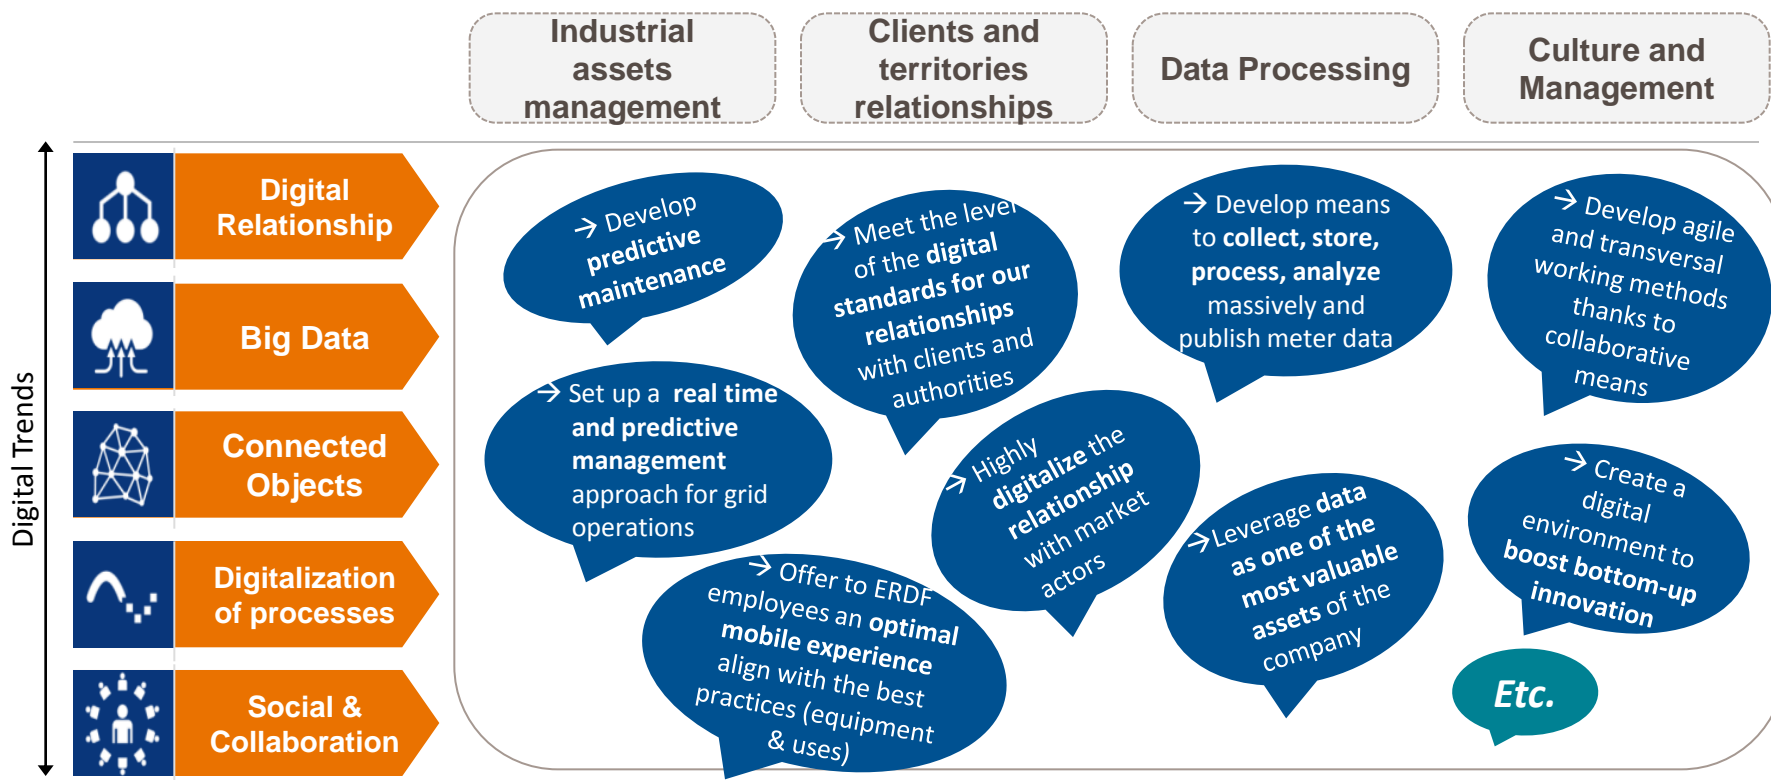 Industrial
assets
management
Clients and
territories
relationships
Data Processing
Culture and
Management
Digital Trends
Digital
Relationship
Big Data
Connected
Objects
Digitalization
of processes
Social &
Collaboration
→ Develop
predictive
maintenance
→ Set up a real time
and predictive
management
approach for grid
operations
→ Offer to ERDF
employees an optimal
mobile experience
align with the best
practices (equipment
& uses)
→ Meet the level
of the digital
standards for our
relationships
with clients and
authorities
→ Highly
digitalize the
relationship
with market
actors
→ Develop means
to collect, store,
process, analyze
massively and
publish meter data
→Leverage data
as one of the
most valuable
assets of the
company
→ Develop agile
and transversal
working methods
thanks to
collaborative
means
→ Create a
digital
environment to
boost bottom-up
innovation
Etc.